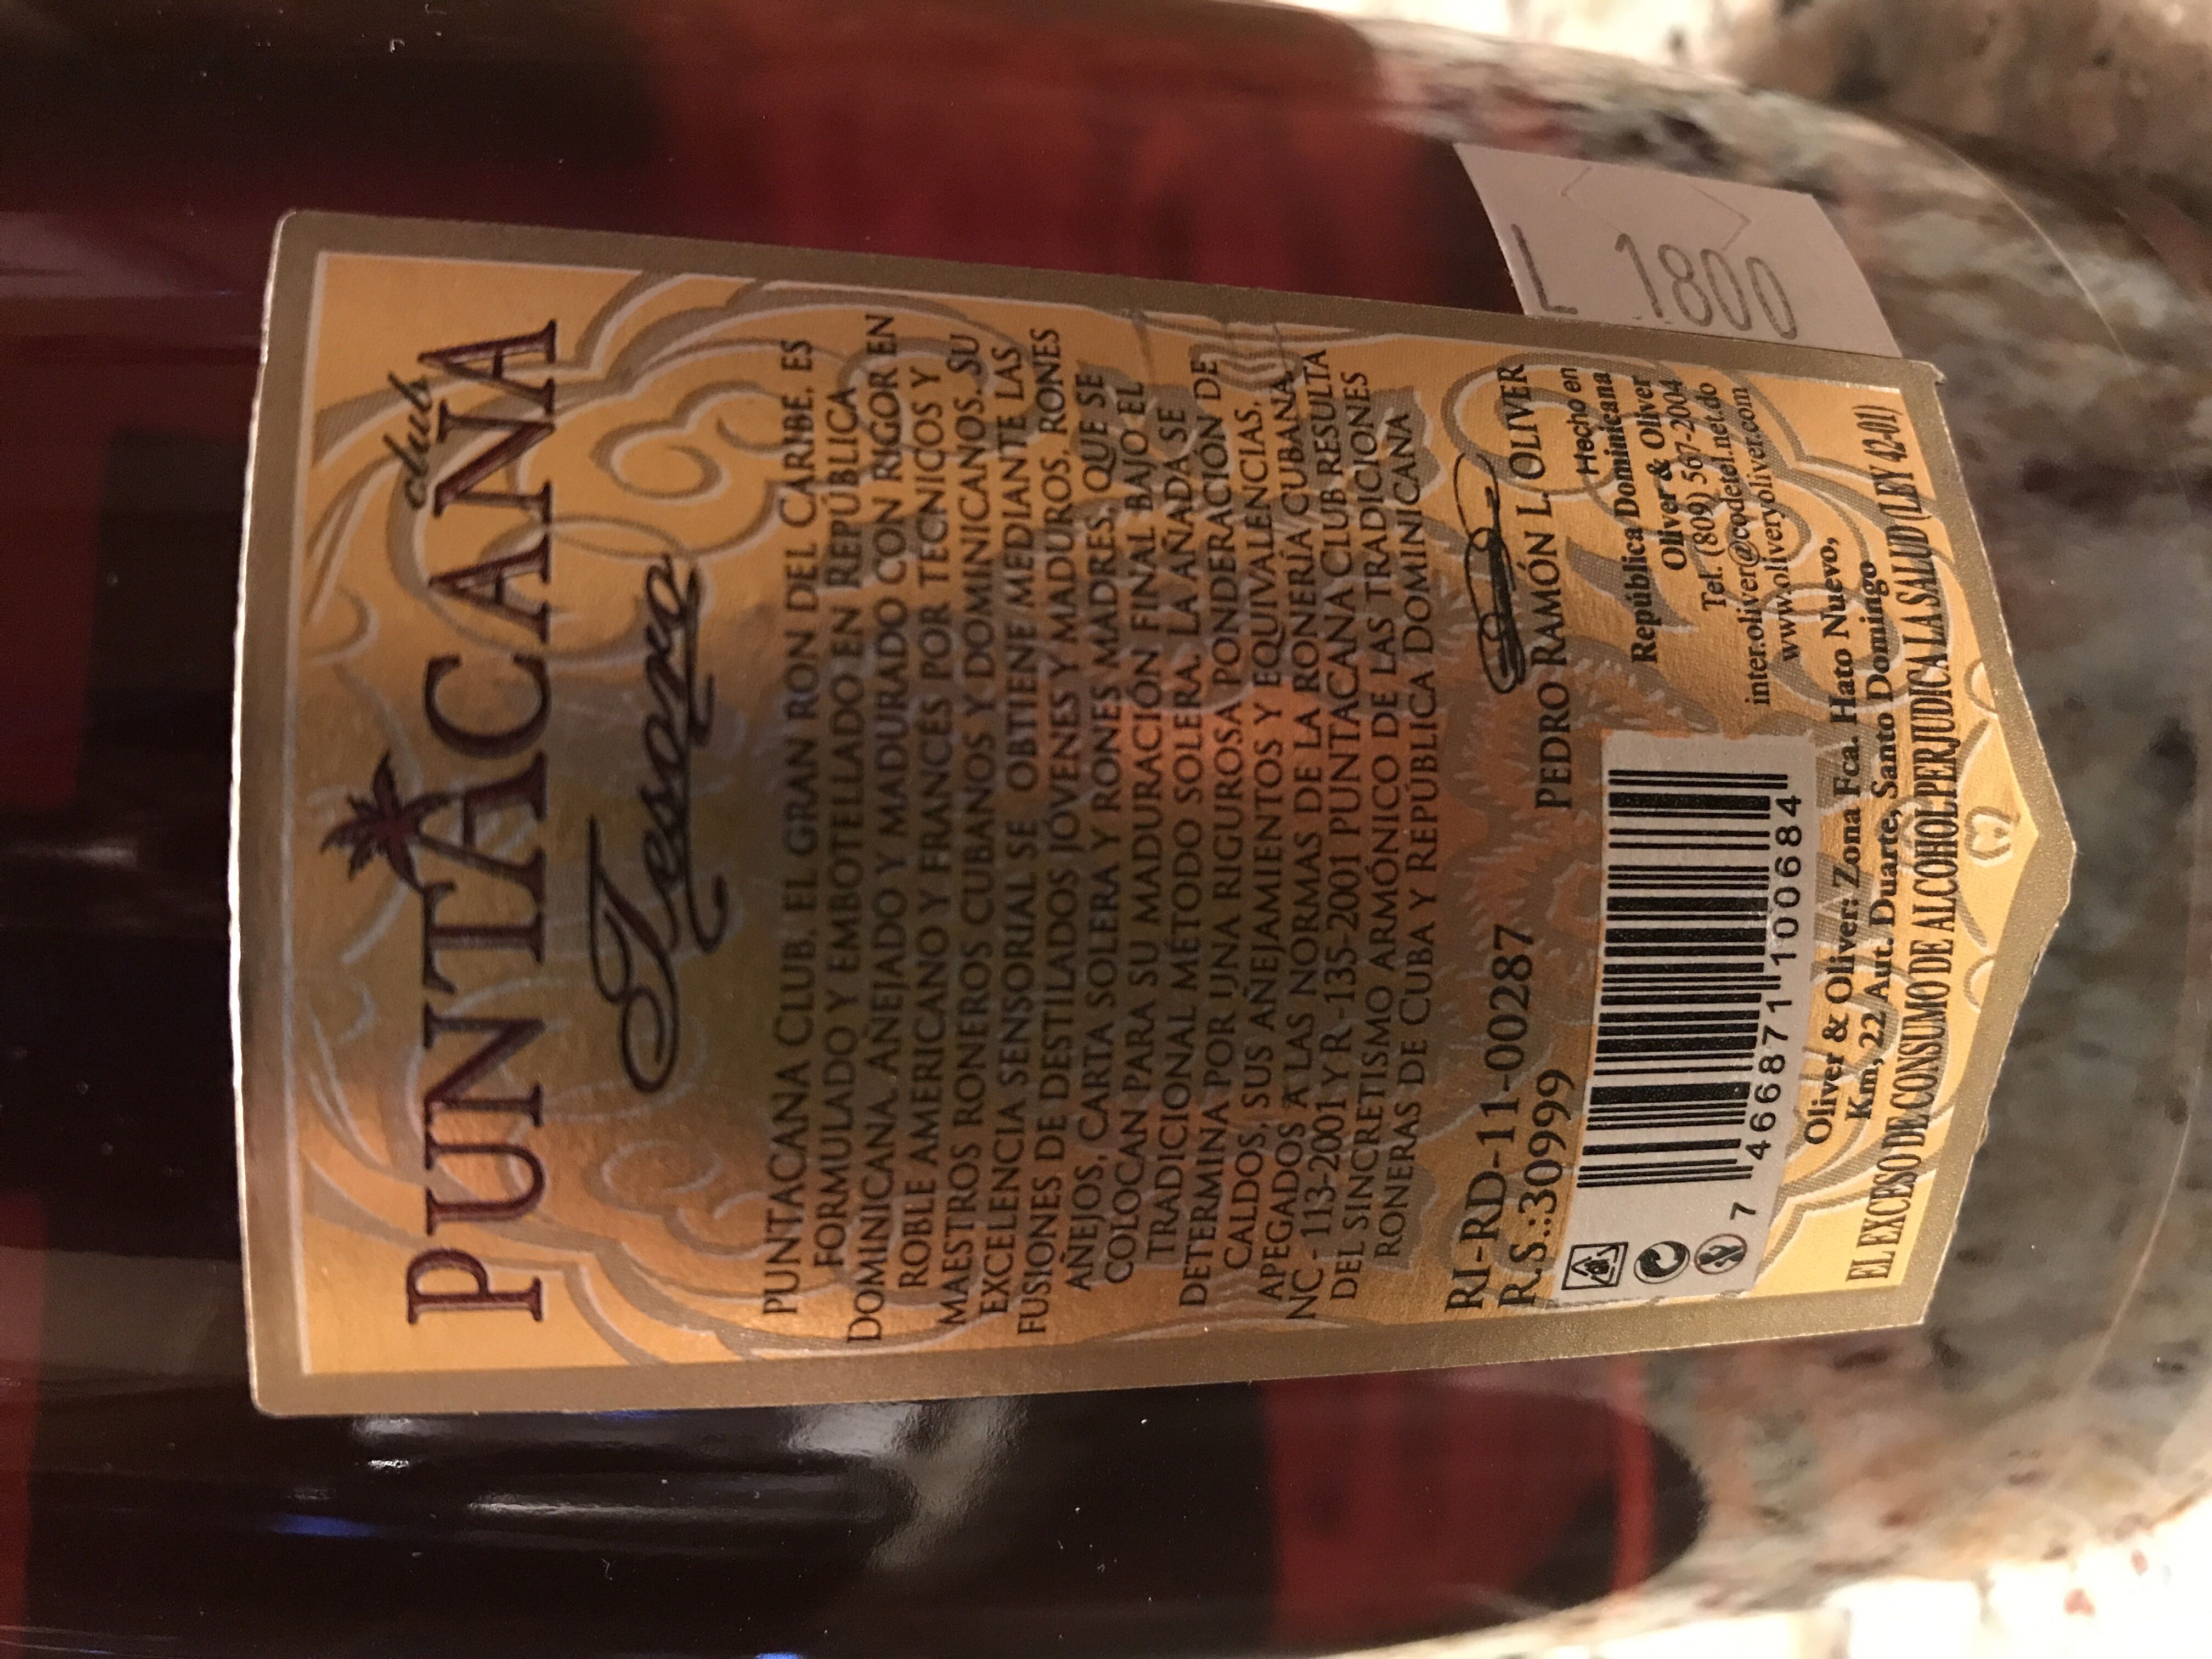 club
PUNTACANA
Tesoro
PUNTACANA CLUB, EL GRAN RON DEL CARIBE, ES
FORMULADO Y EMBOTELLADO EN REPÚBLICA
DOMINICANA, AÑEJADO Y MADURADO CON RIGOR EN
ROBLE AMERICANO Y FRANCÉS POR TÉCNICOS Y
MAESTROS RONEROS CUBANOS Y DOMINICANOS. SU
EXCELENCIA SENSORIAL SE OBTIENE MEDIANTE LAS
FUSIONES DE DESTILADOS JÓVENES Y MADUROS, RONES
AÑEJOS, CARTA SOLERA Y RONES MADRES, QUE SE
COLOCAN PARA SU MADURACIÓN FINAL BAJO EL
TRADICIONAL MÉTODO SOLERA. LA AÑADA SE
DETERMINA POR UNA RIGUROSA PONDERACIÓN DE
CALDOS, SUS AÑEJAMIENTOS Y EQUIVALENCIAS.
APEGADOS A LAS NORMAS DE LA RONERÍA CUBANA
NC - 113-2001 Y R -135-2001 PUNTACANA CLUB RESULTA
DEL SINCRETISMO ARMÓNICO DE LAS TRADICIONES
RONERAS DE CUBA Y REPÚBLICA DOMINICANA
PEDRO RAMÓN L. OLIVER
RI-RD-11-00287
R.S.:30999
Hecho en
República Dominicana
Oliver & Oliver
Tel. (809) 567-2004
inter.oliver@codetel.net.do
www.oliveryoliver.com
7 466871 100684
Oliver & Oliver: Zona Fca. Hato Nuevo,
Km, 22 Aut. Duarte, Santo Domingo
EL EXCESO DE CONSUMO DE ALCOHOL PERJUDICA LA SALUD (LEY 42-01)
L 1800